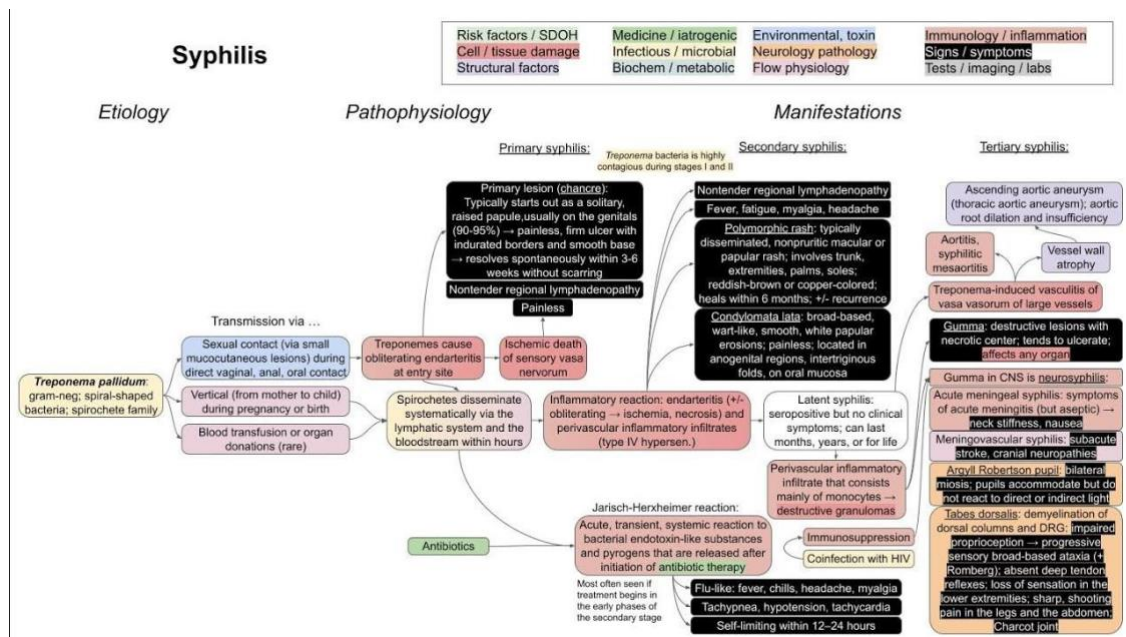 Syphilis
Risk factors / SDOH
Cell / tissue damage
Structural factors
Medicine / iatrogenic
Infectious / microbial
Biochem / metabolic
Environmental, toxin
Neurology pathology
Flow physiology
Immunology / inflammation
Signs / symptoms
Tests / imaging / labs
Etiology
Pathophysiology
Manifestations
Transmission via …
Treponema pallidum:
gram-neg; spiral-shaped
bacteria; spirochete family
Sexual contact (via small
mucocutaneous lesions) during
direct vaginal, anal, oral contact
Vertical (from mother to child)
during pregnancy or birth
Blood transfusion or organ
donations (rare)
Primary syphilis:
Primary lesion (chancre):
Typically starts out as a solitary,
raised papule,usually on the genitals
(90-95%) → painless, firm ulcer with
indurated borders and smooth base
→ resolves spontaneously within 3-6
weeks without scarring
Nontender regional lymphadenopathy
Painless
Treponemes cause
obliterating endarteritis
at entry site
Ischemic death
of sensory vasa
nervorum
Spirochetes disseminate
systematically via the
lymphatic system and the
bloodstream within hours
Inflammatory reaction: endarteritis (+/-
obliterating → ischemia, necrosis) and
perivascular inflammatory infiltrates
(type IV hypersen.)
Treponema bacteria is highly
contagious during stages I and II
Secondary syphilis:
Nontender regional lymphadenopathy
Fever, fatigue, myalgia, headache
Polymorphic rash: typically
disseminated, nonpruritic macular or
papular rash; involves trunk,
extremities, palms, soles;
reddish-brown or copper-colored;
heals within 6 months; +/- recurrence
Condylomata lata: broad-based,
wart-like, smooth, white papular
erosions; painless; located in
anogenital regions, intertriginous
folds, on oral mucosa
Latent syphilis:
seropositive but no clinical
symptoms; can last
months, years, or for life
Perivascular inflammatory
infiltrate that consists
mainly of monocytes →
destructive granulomas
Immunosuppression
Coinfection with HIV
Antibiotics
Jarisch-Herxheimer reaction:
Acute, transient, systemic reaction to
bacterial endotoxin-like substances
and pyrogens that are released after
initiation of antibiotic therapy
Most often seen if
treatment begins in
the early phases of
the secondary stage
Flu-like: fever, chills, headache, myalgia
Tachypnea, hypotension, tachycardia
Self-limiting within 12–24 hours
Tertiary syphilis:
Ascending aortic aneurysm
(thoracic aortic aneurysm); aortic
root dilation and insufficiency
Aortitis,
syphilitic
mesaortitis
Vessel wall
atrophy
Treponema-induced vasculitis of
vasa vasorum of large vessels
Gumma: destructive lesions with
necrotic center; tends to ulcerate;
affects any organ
Gumma in CNS is neurosyphilis:
Acute meningeal syphilis: symptoms
of acute meningitis (but aseptic) →
neck stiffness, nausea
Meningovascular syphilis: subacute
stroke, cranial neuropathies
Argyll Robertson pupil: bilateral
miosis; pupils accommodate but do
not react to direct or indirect light
Tabes dorsalis: demyelination of
dorsal columns and DRG; impaired
proprioception → progressive
sensory broad-based ataxia (+
Romberg); absent deep tendon
reflexes; loss of sensation in the
lower extremities; sharp, shooting
pain in the legs and the abdomen;
Charcot joint